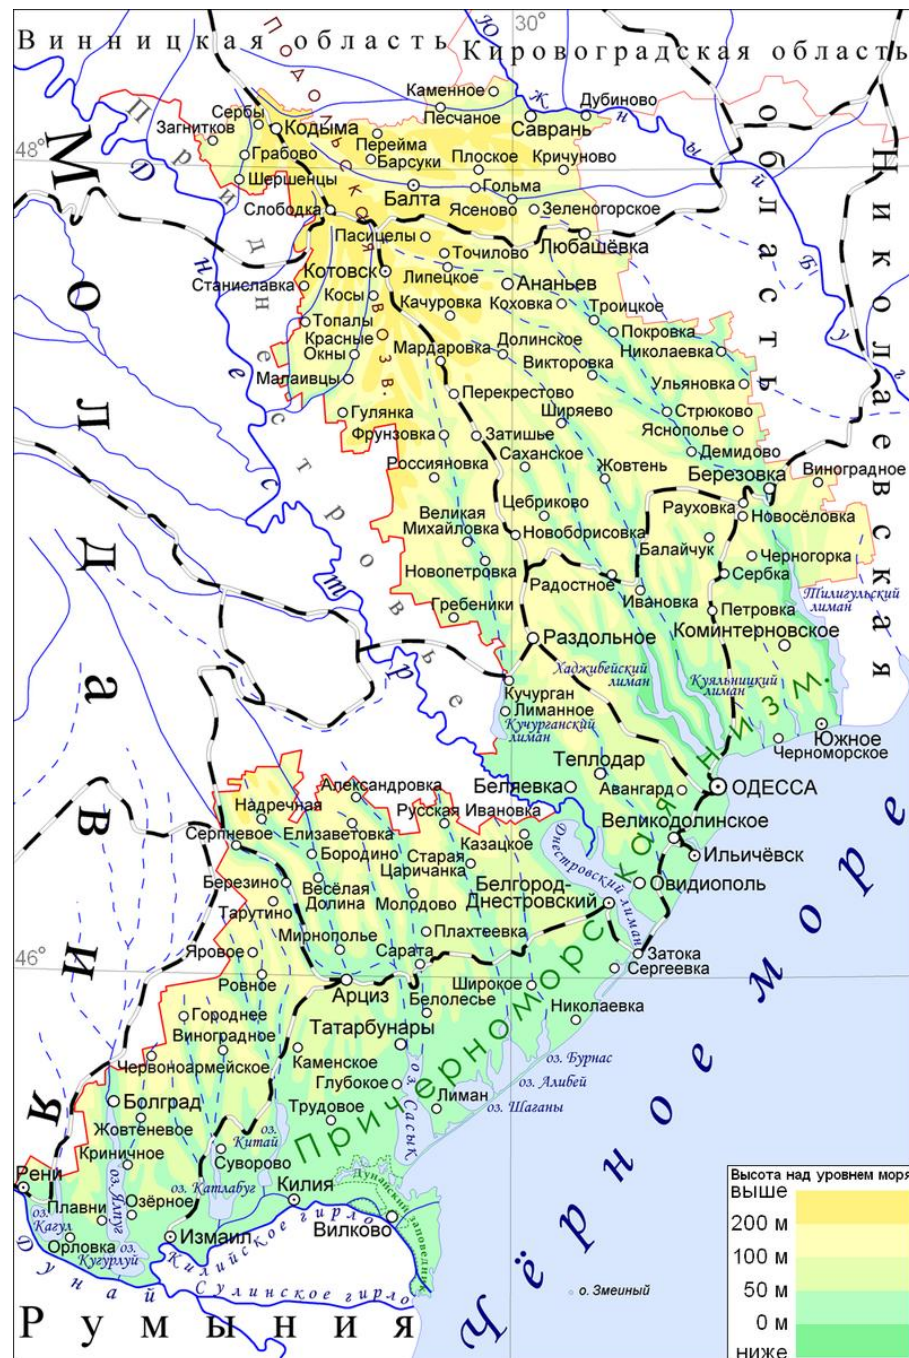 Винницкая область
Кировоградская область
30°
Южный Буг
Подольская возв.
Приднестровье
Днестр
Николаевская область
МОЛДАВИЯ
48°
Каменное
Песчаное
Саврань
Дубиново
Сербы
Загнитков
Кодыма
Грабово
Шершенцы
Перейма
Барсуки
Плоское
Кричуново
Балта
Гольма
Слободка
Ясеново
Зеленогорское
Пасицелы
Любашёвка
Точилово
Котовск
Липецкое
Ананьев
Станиславка
Косы
Качуровка
Коховка
Троицкое
Топалы
Красные
Окны
Мардаровка
Долинское
Покровка
Николаевка
Викторовка
Малаивцы
Перекрестово
Ульяновка
Гулянка
Ширяево
Стрюково
Фрунзовка
Затишье
Яснополье
Саханское
Демидово
Россияновка
Жовтень
Березовка
Виноградное
Цебриково
Великая
Михайловка
Рауховка
Новосёловка
Новоборисовка
Балайчук
Черногорка
Новопетровка
Радостное
Сербка
Ивановка
Тилигульский
лиман
Гребеники
Петровка
Раздольное
Коминтерновское
Хаджибейский
лиман
Куяльницкий
лиман
Кучурган
Лиманное
Кучурганский
лиман
Южное
Черноморское
Теплодар
Беляевка
Авангард
ОДЕССА
Александровка
Надречная
Русская Ивановка
Великодолинское
Серпневое
Елизаветовка
Казацкое
Днестровский лиман
Бородино
Старая
Царичанка
Ильичёвск
Березино
Весёлая
Долина
Молодово
Белгород-
Днестровский
Овидиополь
Тарутино
Мирнополье
Плахтеевка
Яровое
Сарата
Затока
46°
Сергеевка
Ровное
Арциз
Белолесье
Широкое
Городнее
Николаевка
Виноградное
Татарбунары
Червоноармейское
Каменское
оз. Бурнас
Глубокое
оз. Алибей
оз. Сасык
Лиман
оз. Шаганы
Болград
Трудовое
Жовтеневое
оз.
Китай
Криничное
Суворово
Рени
оз. Ялпуг
оз. Катлабуг
Килия
Дунайский заповедник
Плавни
Озёрное
оз.
Кагул
Вилково
Орловка
оз.
Кугурлуй
Измаил
Килийское гирло
Дунай
Сулинское гирло
о. Змеиный
Румыния
Причерноморская низм.
Чёрное море
Высота над уровнем моря
выше
200 м
100 м
50 м
0 м
ниже